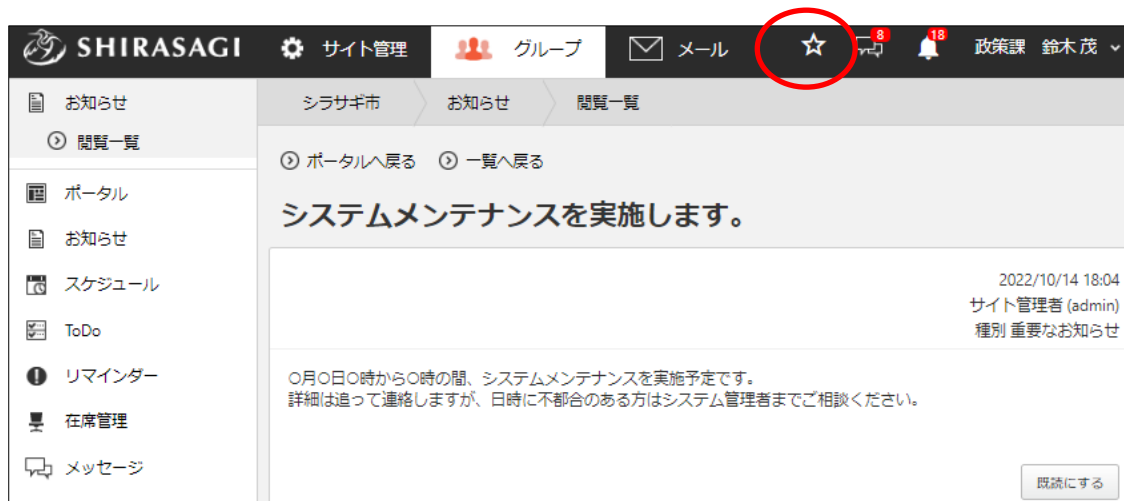 SHIRASAGI サイト管理 グループ メール 8 18 政策課 鈴木 茂
お知らせ
閲覧一覧
ポータル
お知らせ
スケジュール
ToDo
リマインダー
在席管理
メッセージ
シラサギ市 お知らせ 閲覧一覧
ポータルへ戻る 一覧へ戻る
システムメンテナンスを実施します。
2022/10/14 18:04
サイト管理者 (admin)
種別 重要なお知らせ
○月○日○時から○時の間、システムメンテナンスを実施予定です。
詳細は追って連絡しますが、日時に不都合のある方はシステム管理者までご相談ください。
既読にする